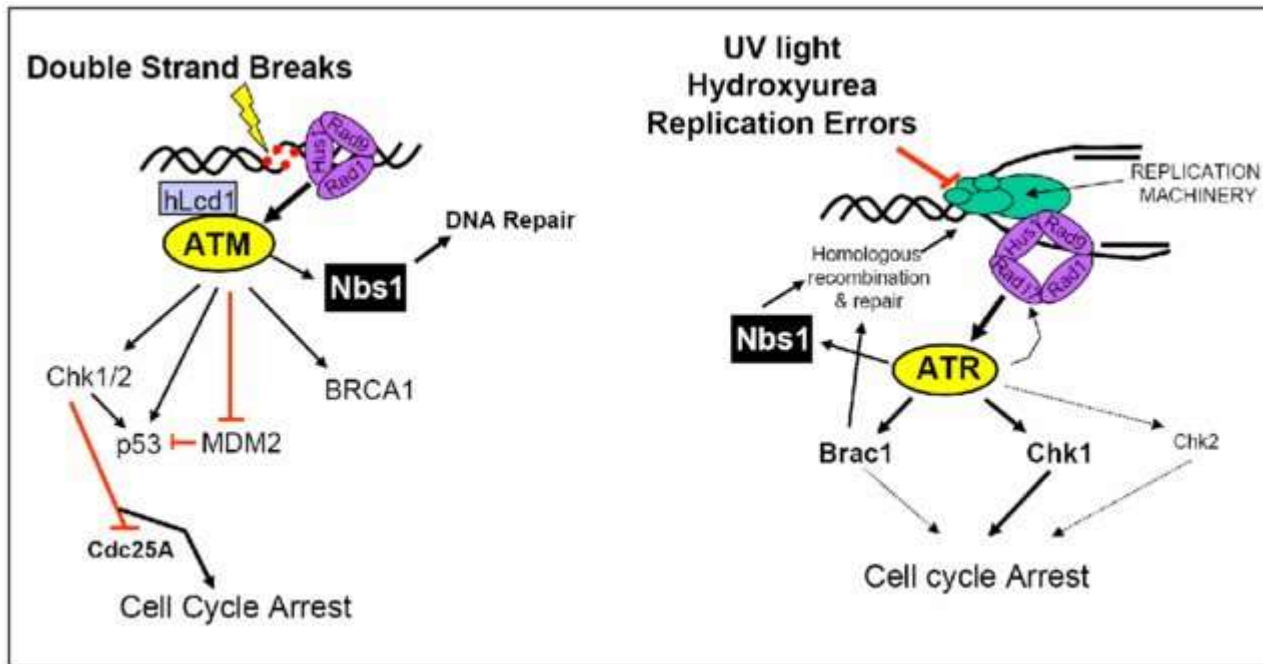 Double Strand Breaks
Hus1
Rad9
Rad1
hLcd1
ATM
DNA Repair
Nbs1
Chk1/2
BRCA1
p53
MDM2
Cdc25A
Cell Cycle Arrest
UV light
Hydroxyurea
Replication Errors
REPLICATION
MACHINERY
Hus1
Rad9
Rad17
Rad1
Homologous
recombination
& repair
Nbs1
ATR
Brac1
Chk1
Chk2
Cell cycle Arrest